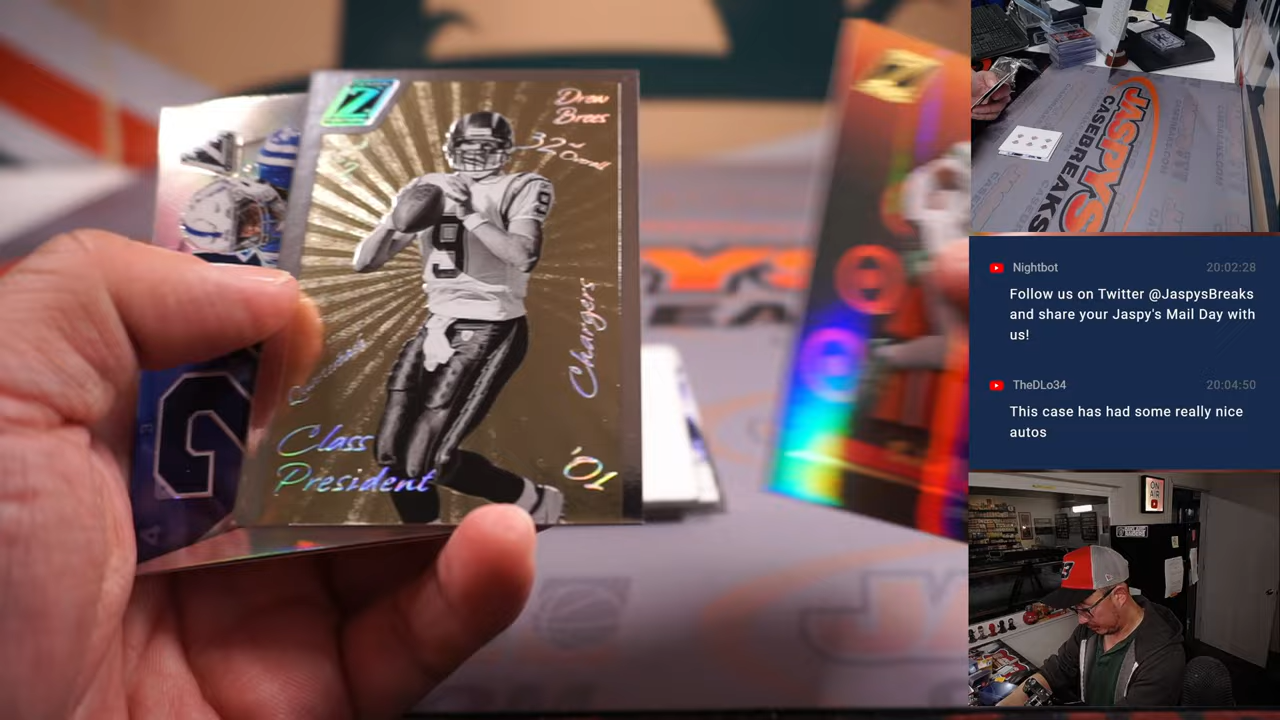 Drew
Brees
32nd
Overall
9
9
Chargers
Class
President
'01
JASPYS
CASEBREAKS
Nightbot
20:02:28
Follow us on Twitter @JaspysBreaks
and share your Jaspy's Mail Day with
us!
TheDLo34
20:04:50
This case has had some really nice
autos
ON
AIR